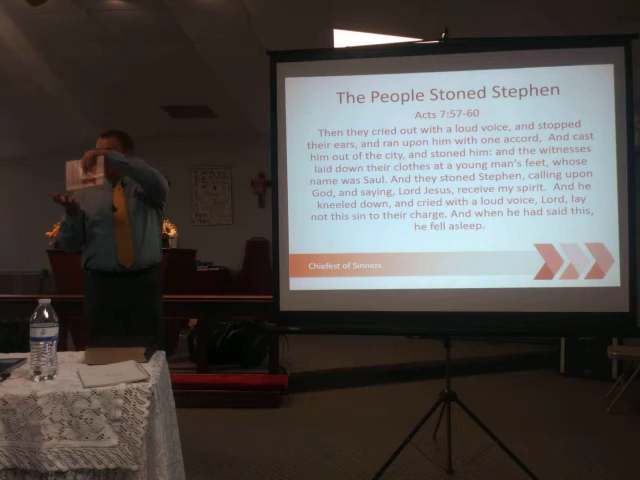 The People Stoned Stephen
Acts 7:57-60
Then they cried out with a loud voice, and stopped
their ears, and ran upon him with one accord,  And cast
him out of the city, and stoned him: and the witnesses
laid down their clothes at a young man's feet, whose
name was Saul. And they stoned Stephen, calling upon
God, and saying, Lord Jesus, receive my spirit.  And he
kneeled down, and cried with a loud voice, Lord, lay
not this sin to their charge. And when he had said this,
he fell asleep.
Chiefest of Sinners